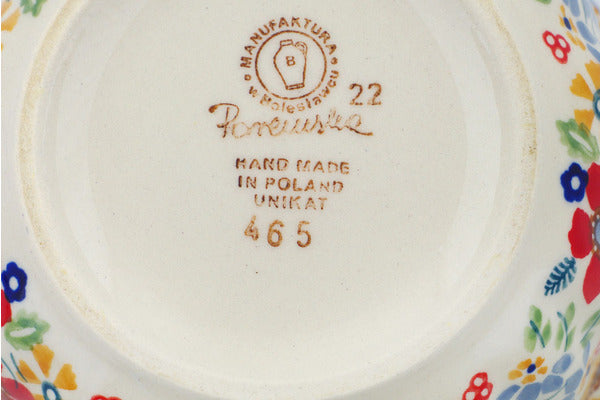 MANUFAKTURA
B
w Bolesławcu
22
HAND MADE
IN POLAND
UNIKAT
465